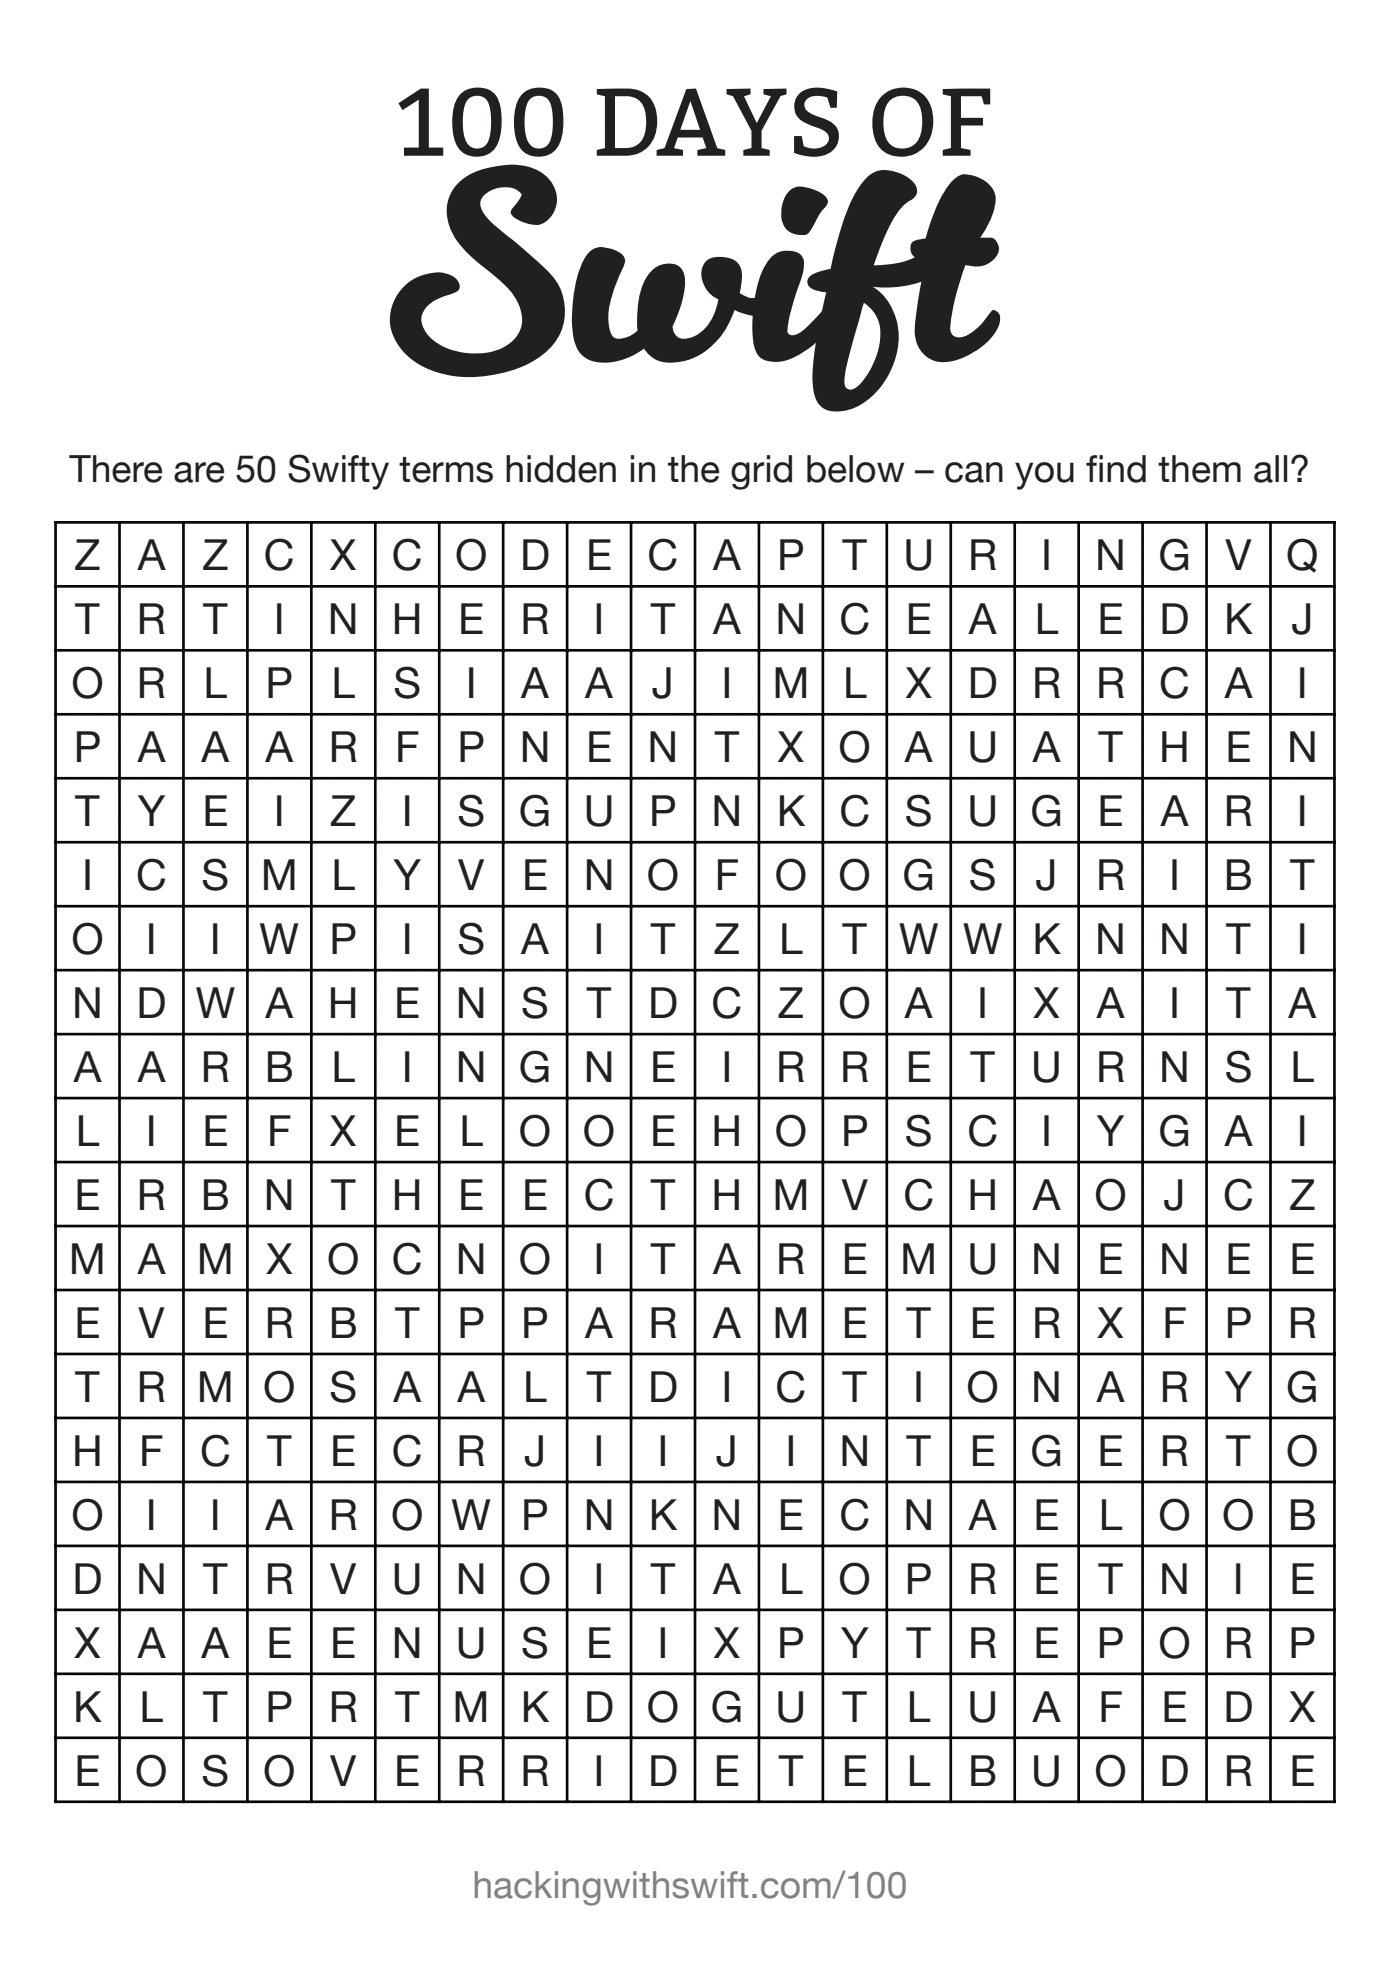 100 DAYS OF
Swift
There are 50 Swifty terms hidden in the grid below – can you find them all?
Z A Z C X C O D E C A P T U R I N G V Q
T R T I N H E R I T A N C E A L E D K J
O R L P L S I A A J I M L X D R R C A I
P A A A R F P N E N T X O A U A T H E N
T Y E I Z I S G U P N K C S U G E A R I
I C S M L Y V E N O F O O G S J R I B T
O I I W P I S A I T Z L T W W K N N T I
N D W A H E N S T D C Z O A I X A I T A
A A R B L I N G N E I R R E T U R N S L
L I E F X E L O O E H O P S C I Y G A I
E R B N T H E E C T H M V C H A O J C Z
M A M X O C N O I T A R E M U N E N E E
E V E R B T P P A R A M E T E R X F P R
T R M O S A A L T D I C T I O N A R Y G
H F C T E C R J I I J I N T E G E R T O
O I I A R O W P N K N E C N A E L O O B
D N T R V U N O I T A L O P R E T N I E
X A A E E N U S E I X P Y T R E P O R P
K L T P R T M K D O G U T L U A F E D X
E O S O V E R R I D E T E L B U O D R E
hackingwithswift.com/100